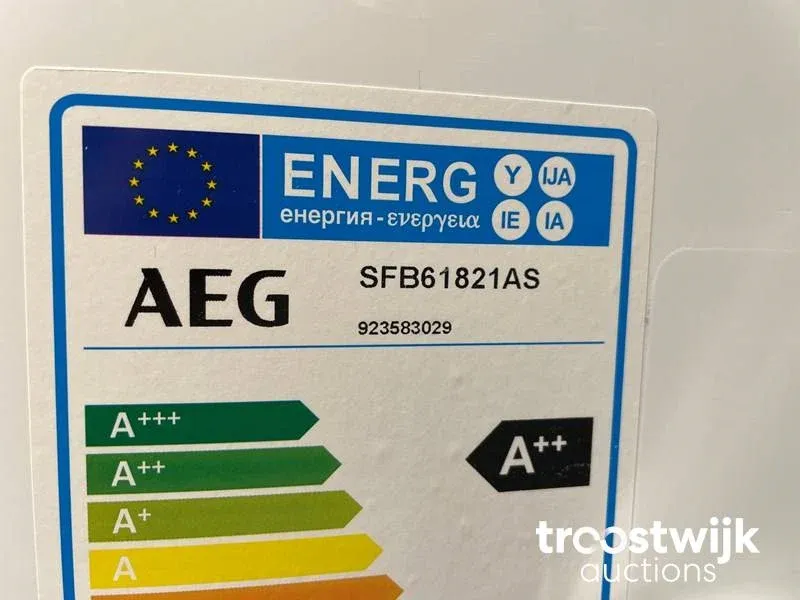 ENERG Y IJA
енергия - ενεργεια IE IA
AEG SFB61821AS
923583029
A+++
A++ A++
A+
A
troostwijk
auctions